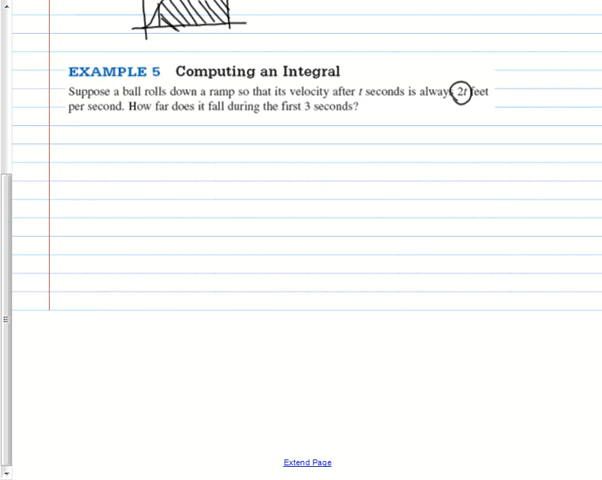 EXAMPLE 5 Computing an Integral
Suppose a ball rolls down a ramp so that its velocity after t seconds is always 2t feet
per second. How far does it fall during the first 3 seconds?
Extend Page